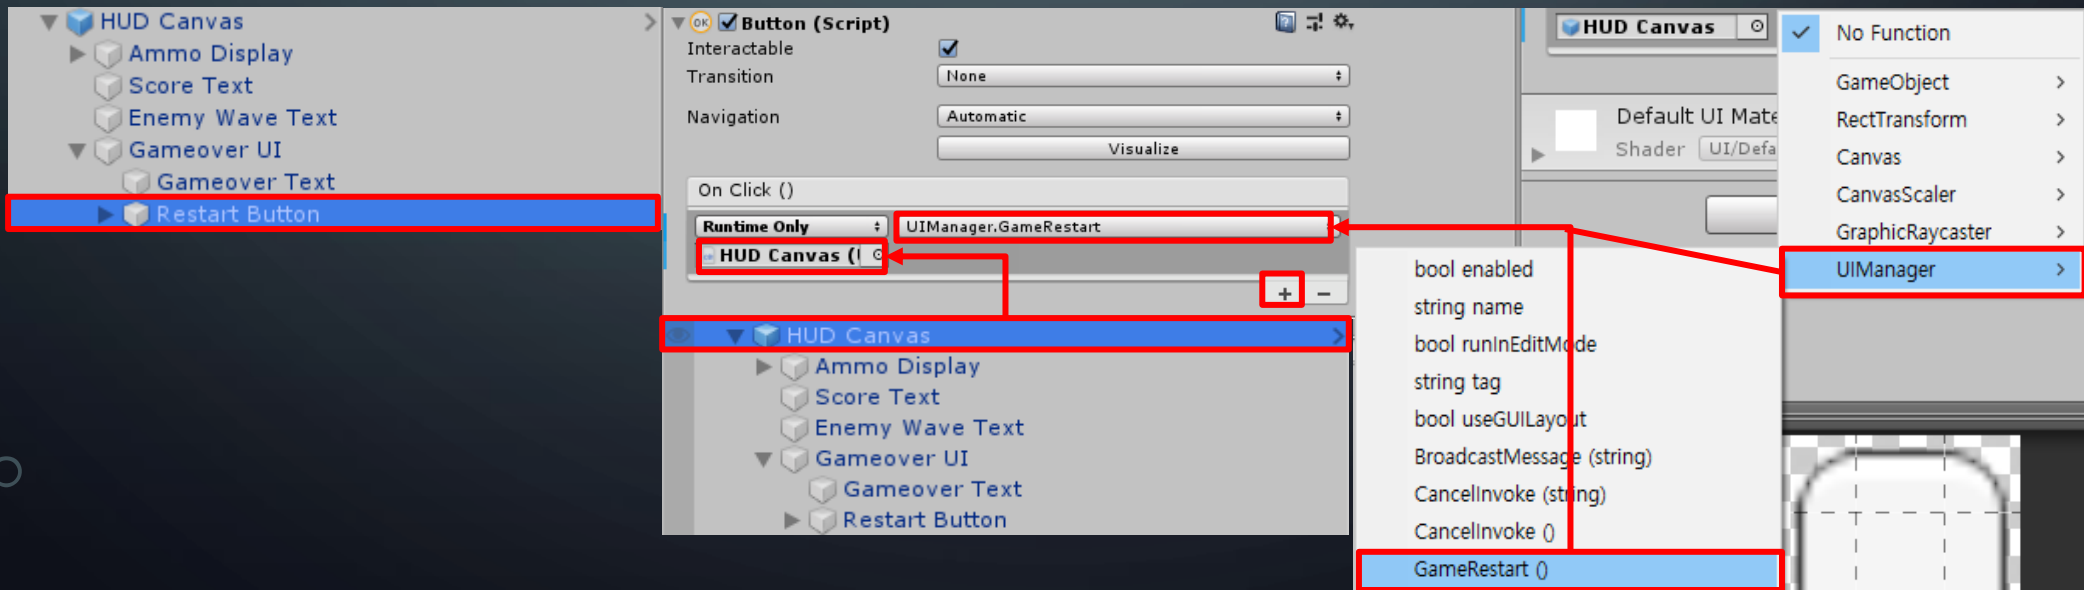 HUD Canvas
Ammo Display
Score Text
Enemy Wave Text
Gameover UI
Gameover Text
Restart Button
Button (Script)
Interactable
Transition
None
Navigation
Automatic
Visualize
On Click ()
Runtime Only
UIManager.GameRestart
HUD Canvas (
+ −
HUD Canvas
Ammo Display
Score Text
Enemy Wave Text
Gameover UI
Gameover Text
Restart Button
HUD Canvas
Default UI Mate
Shader UI/Defa
No Function
GameObject
RectTransform
Canvas
CanvasScaler
GraphicRaycaster
UIManager
bool enabled
string name
bool runInEditMode
string tag
bool useGUILayout
BroadcastMessage (string)
CancelInvoke (string)
CancelInvoke ()
GameRestart ()